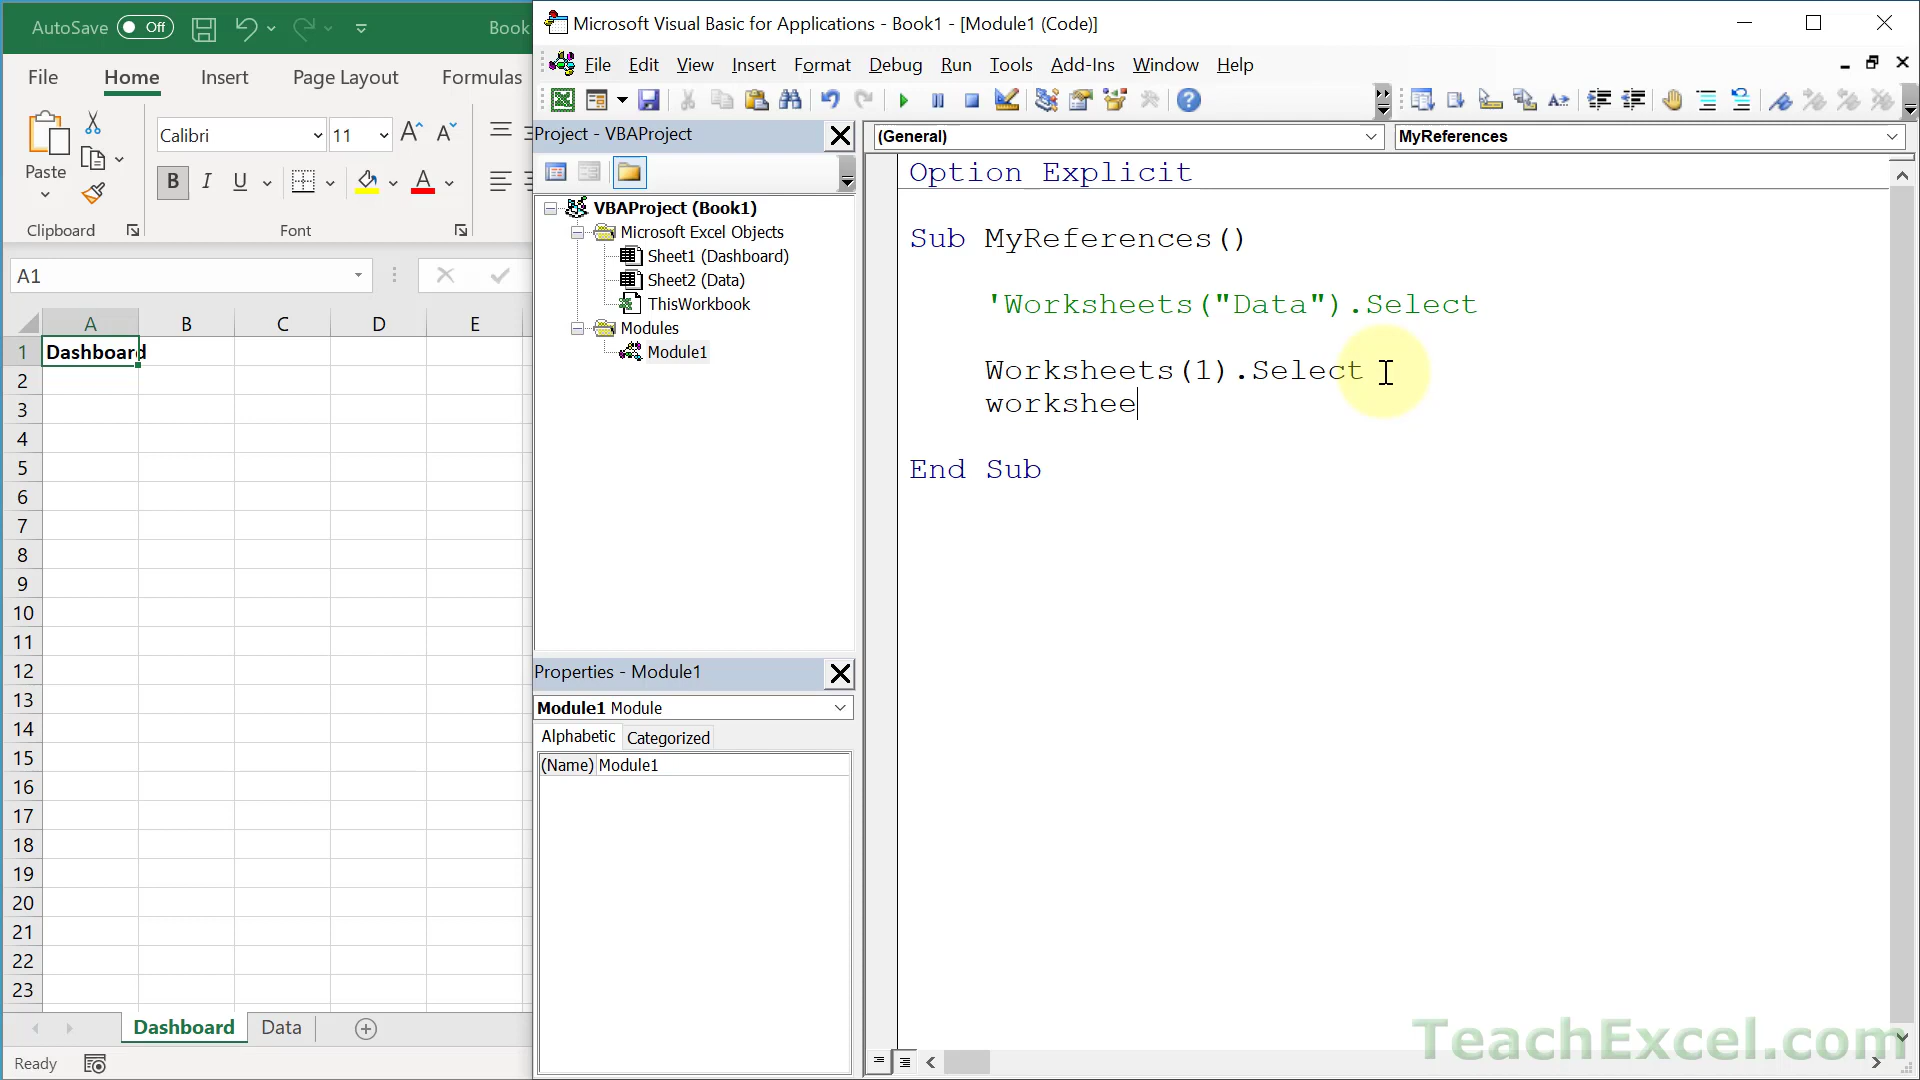 AutoSave Off Book
File Home Insert Page Layout Formulas
Paste
Calibri 11
B I U A
Clipboard Font
A1
A B C D E
1 Dashboard
2
3
4
5
6
7
8
9
10
11
12
13
14
15
16
17
18
19
20
21
22
23
Dashboard Data
Ready
Microsoft Visual Basic for Applications - Book1 - [Module1 (Code)]
File Edit View Insert Format Debug Run Tools Add-Ins Window Help
Project - VBAProject
VBAProject (Book1)
Microsoft Excel Objects
Sheet1 (Dashboard)
Sheet2 (Data)
ThisWorkbook
Modules
Module1
Properties - Module1
Module1 Module
Alphabetic Categorized
(Name) Module1
(General) MyReferences
Option Explicit
Sub MyReferences()
'Worksheets("Data").Select
Worksheets(1).Select
workshee
End Sub
TeachExcel.com